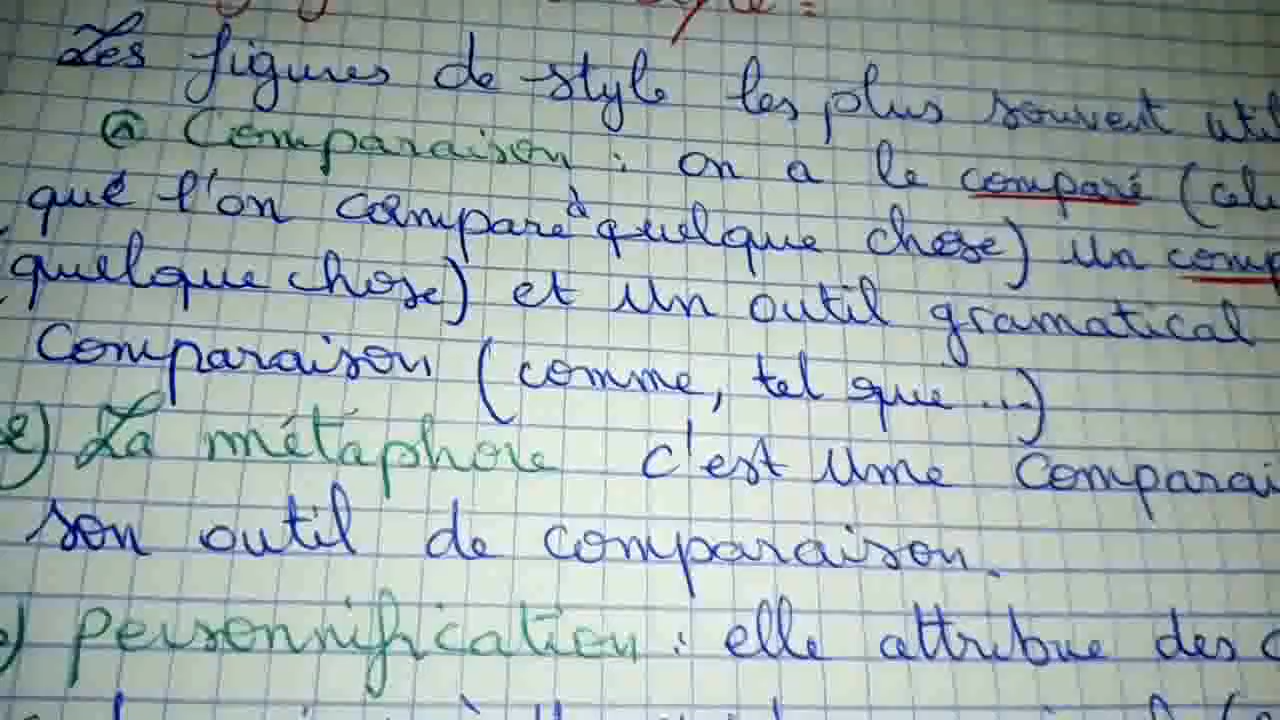 Les figures de style les plus souvent util
@ Comparaison : on a le comparé (celu
que l'on compare à quelque chose) un comp
quelque chose) et un outil gramatical
Comparaison (comme, tel que ...)
e) La métaphore c'est une comparai
son outil de comparaison.
) personnification : elle attribue des